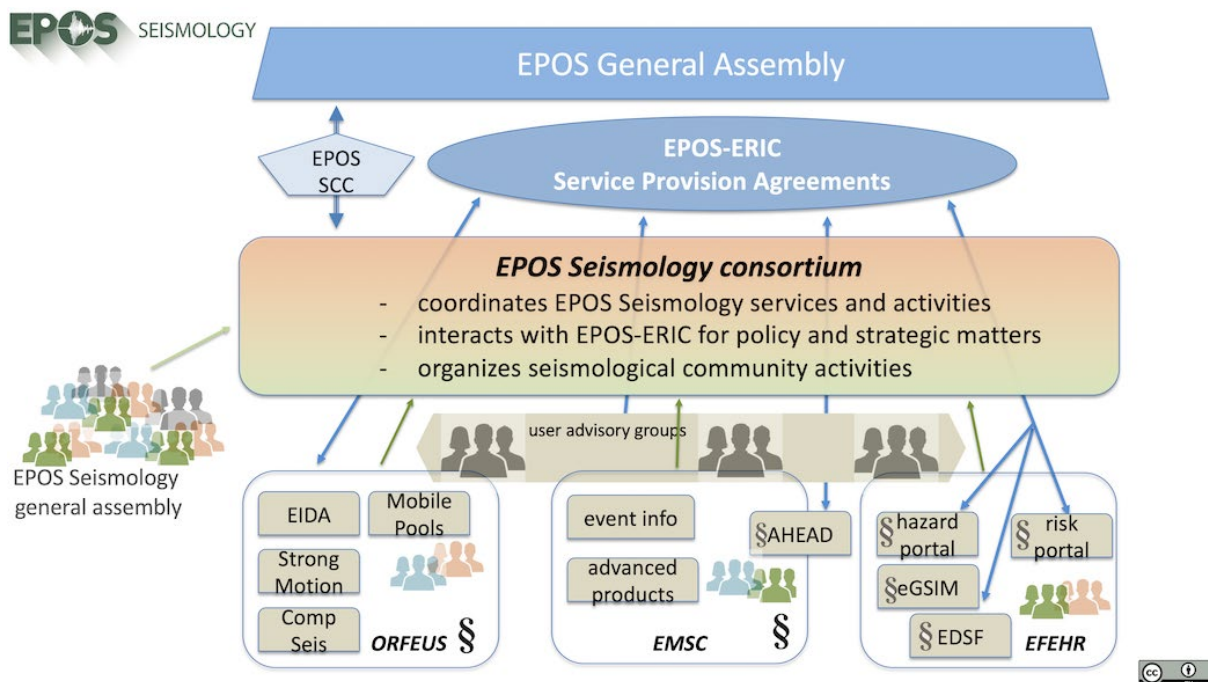 EPOS SEISMOLOGY
EPOS General Assembly
EPOS
SCC
EPOS-ERIC
Service Provision Agreements
EPOS Seismology consortium
- coordinates EPOS Seismology services and activities
- interacts with EPOS-ERIC for policy and strategic matters
- organizes seismological community activities
EPOS Seismology
general assembly
user advisory groups
EIDA
Mobile
Pools
Strong
Motion
Comp
Seis
ORFEUS §
event info
§AHEAD
advanced
products
EMSC §
§hazard
portal
§ risk
portal
§eGSIM
§ EDSF
EFEHR
cc